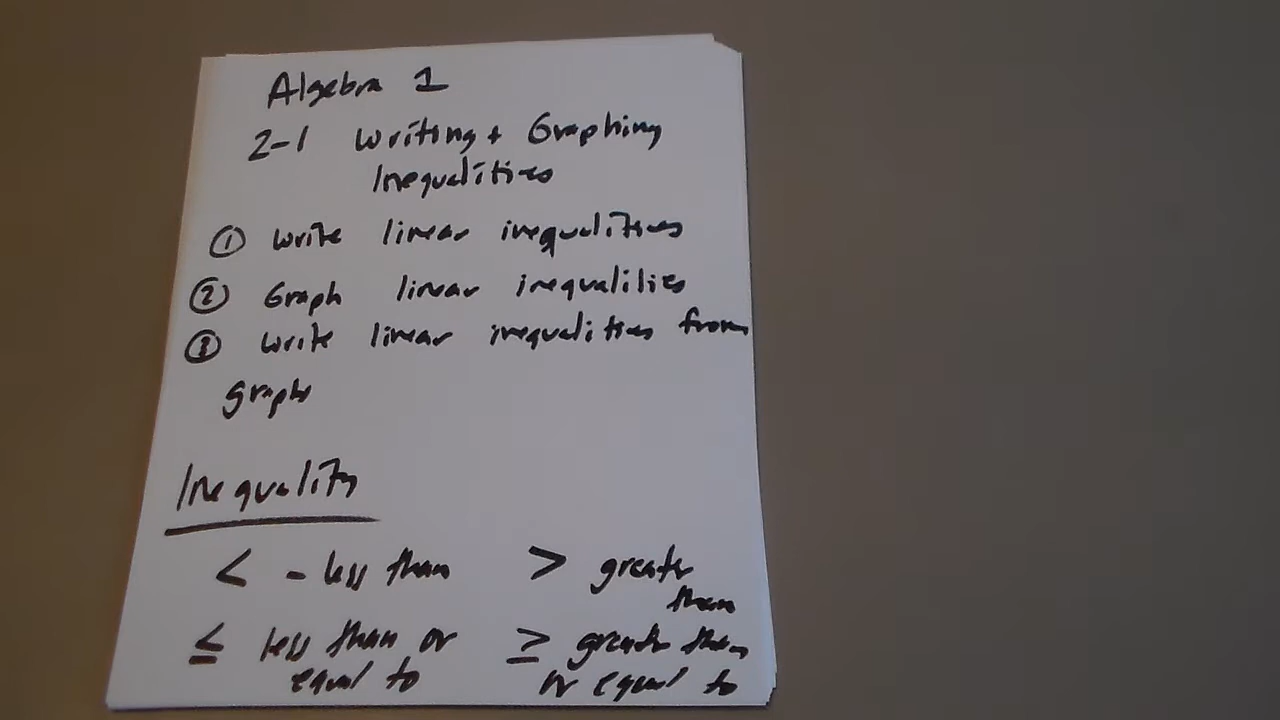 Algebra 1
2-1 Writing + Graphing
Inequalities
① Write linear inequalities
② Graph linear inequalities
③ Write linear inequalities from
graphs
Inequality
< - less than > greater than
≤ less than or equal to ≥ greater than or equal to